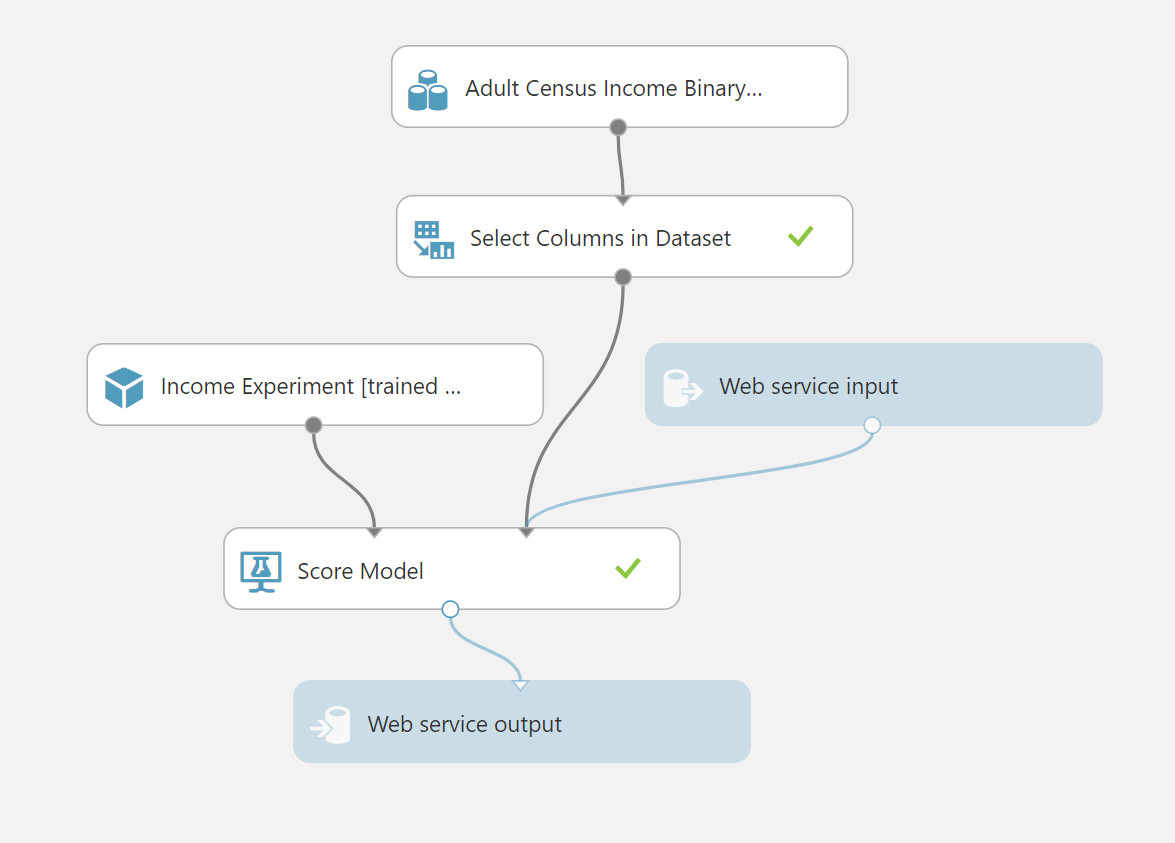 Adult Census Income Binary...
Select Columns in Dataset
Income Experiment [trained ...
Web service input
Score Model
Web service output